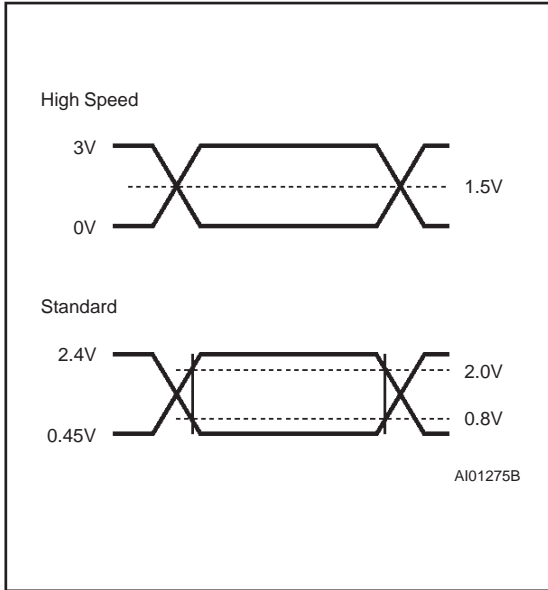 High Speed
3V
1.5V
0V
Standard
2.4V
2.0V
0.8V
0.45V
AI01275B